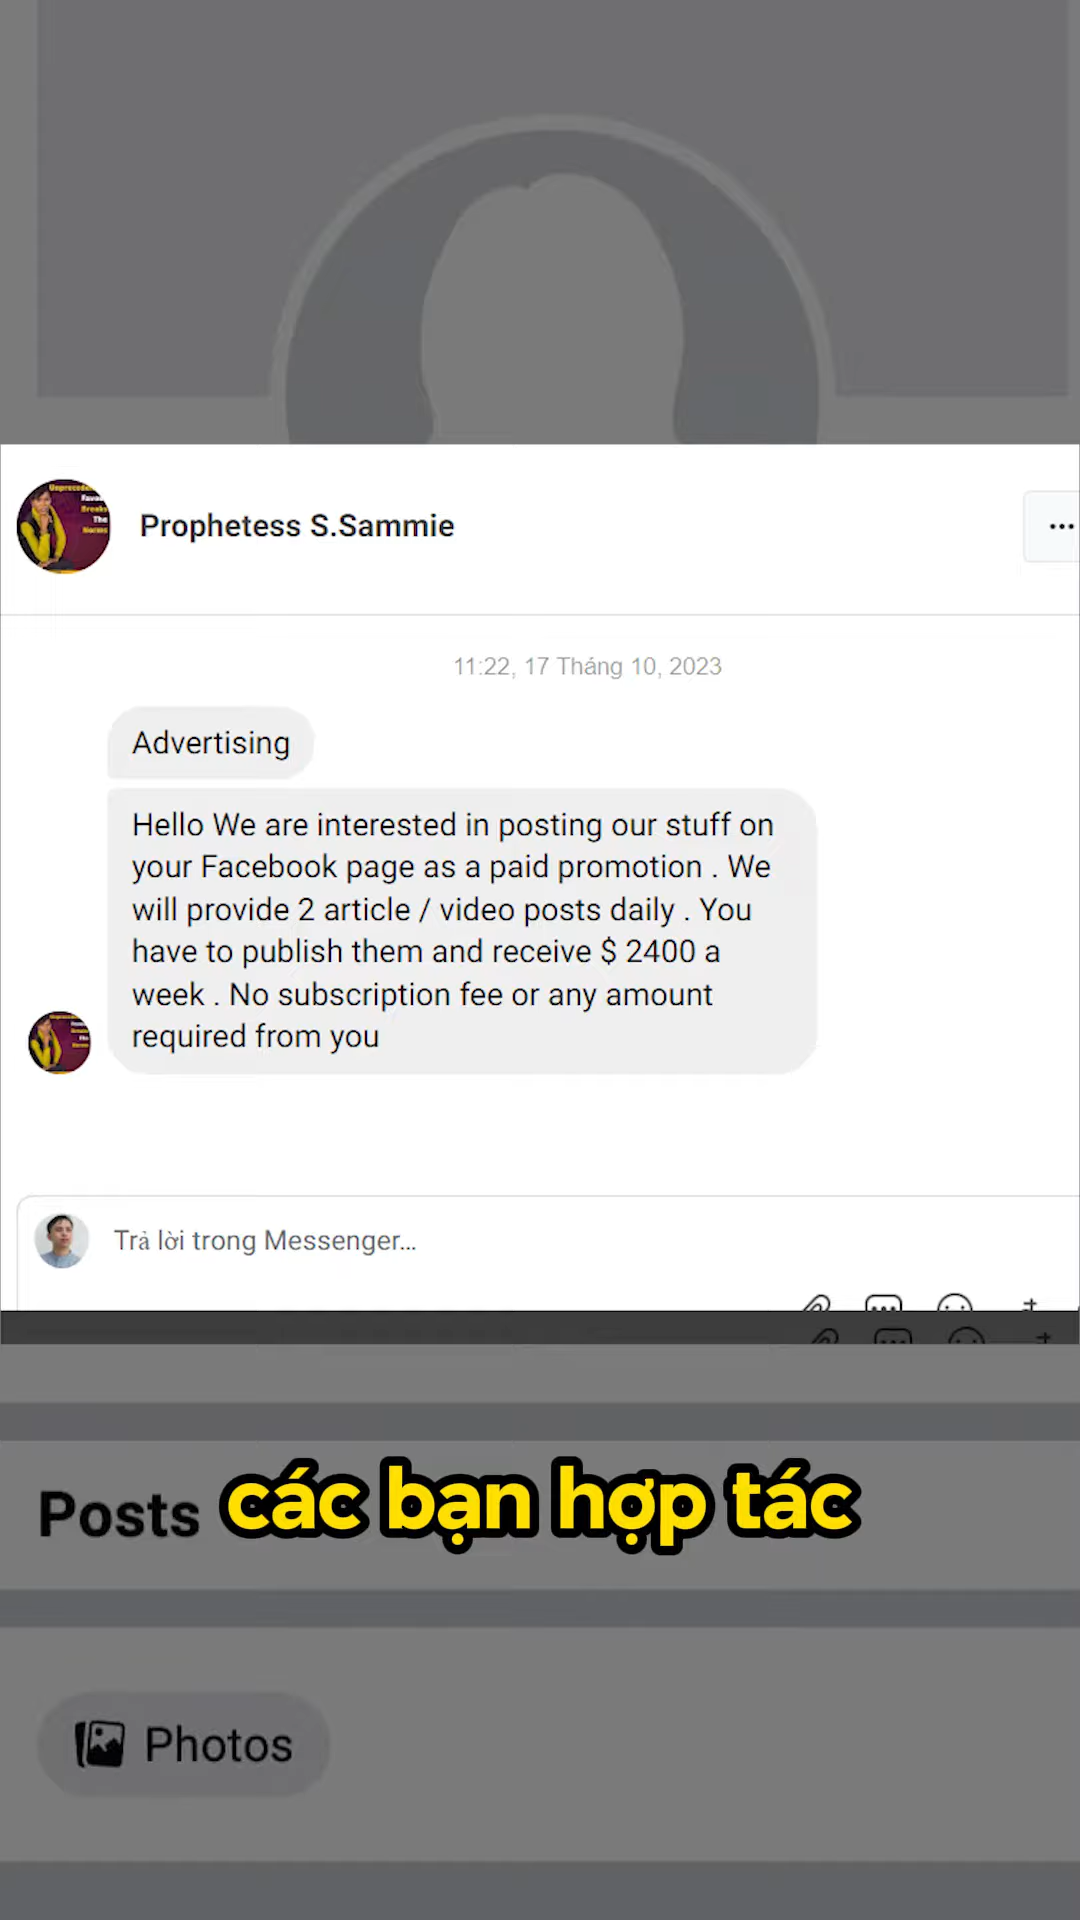 Prophetess S.Sammie
11:22, 17 Tháng 10, 2023
Advertising
Hello We are interested in posting our stuff on
your Facebook page as a paid promotion . We
will provide 2 article / video posts daily . You
have to publish them and receive $ 2400 a
week . No subscription fee or any amount
required from you
Trả lời trong Messenger...
Posts
các bạn hợp tác
Photos